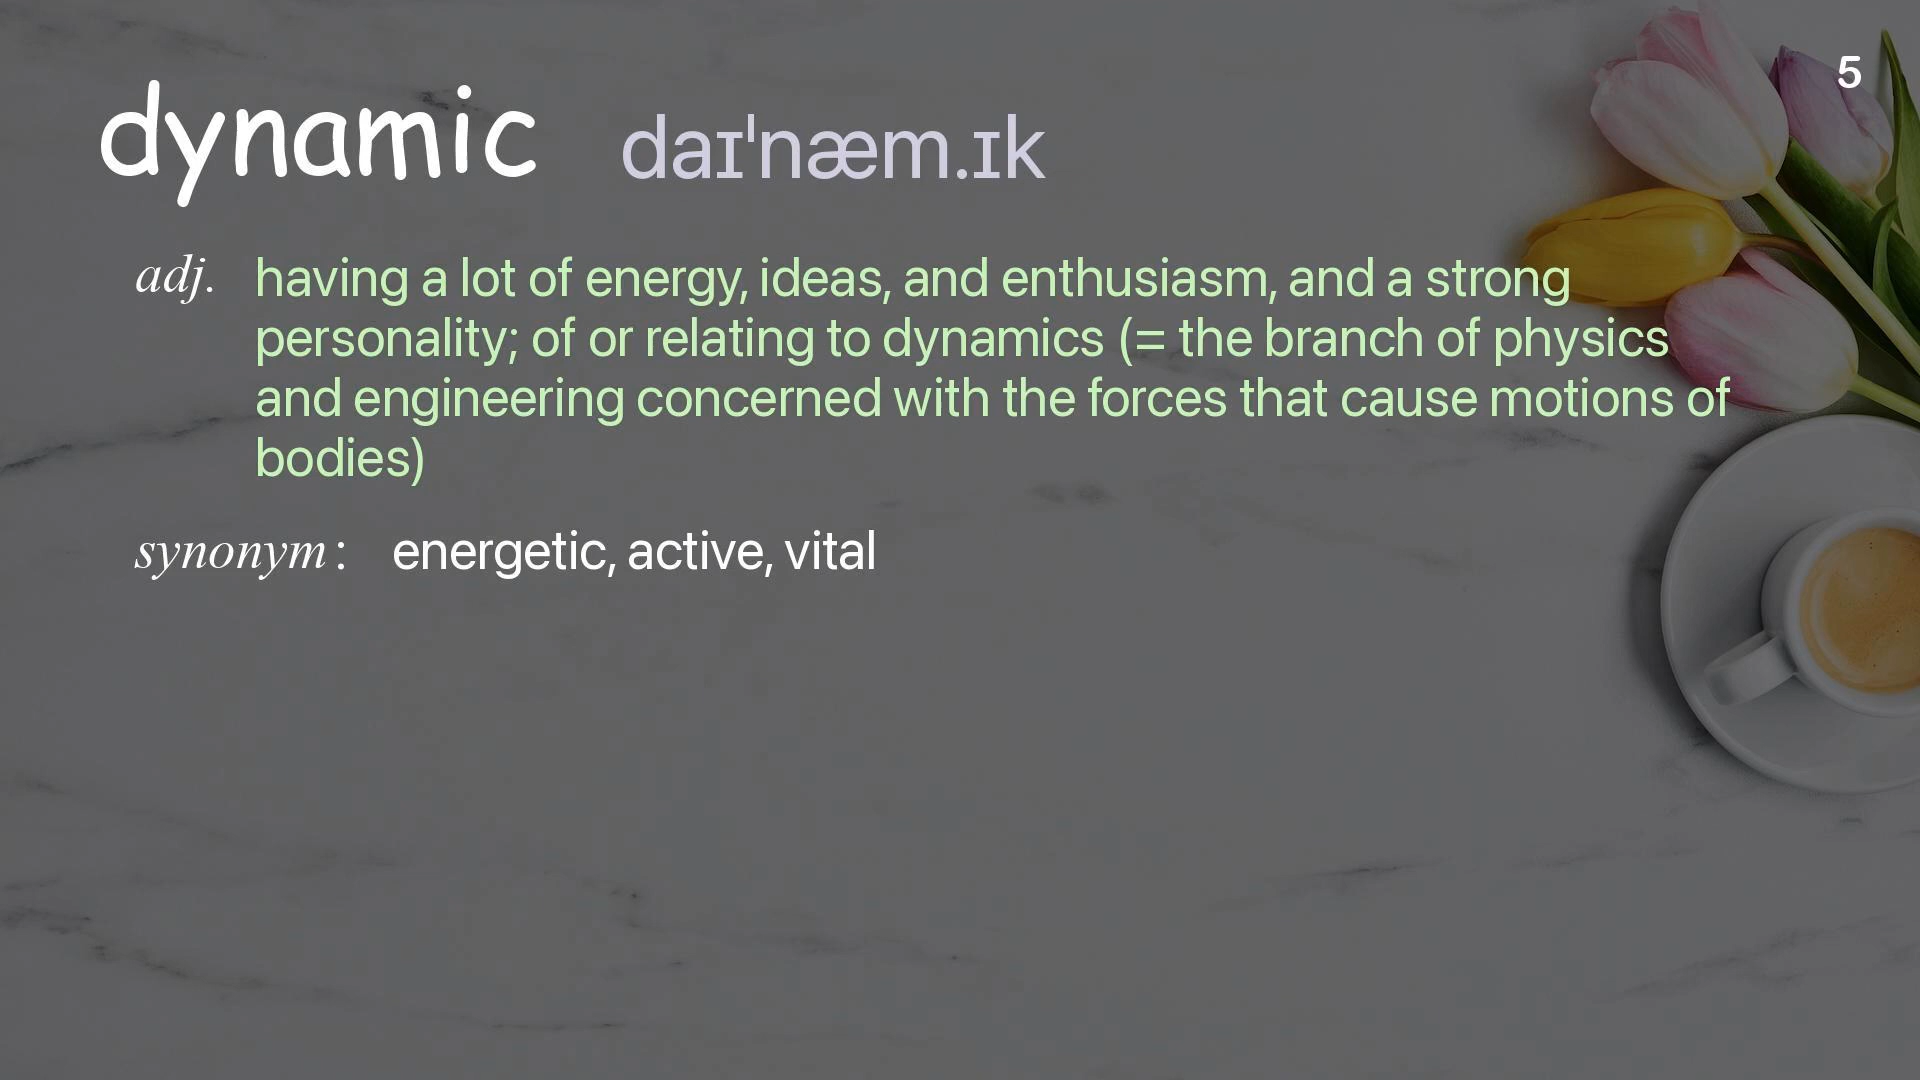 5
dynamic daɪˈnæm.ɪk
adj. having a lot of energy, ideas, and enthusiasm, and a strong
personality; of or relating to dynamics (= the branch of physics
and engineering concerned with the forces that cause motions of
bodies)
synonym: energetic, active, vital